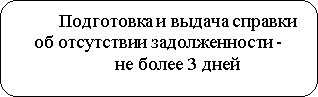 Подготовка и выдача справки
об отсутствии задолженности -
не более 3 дней